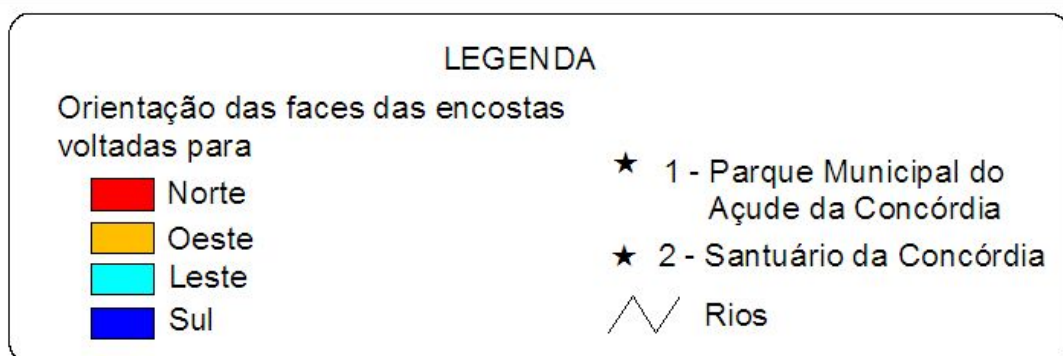 LEGENDA
Orientação das faces das encostas
voltadas para
Norte
Oeste
Leste
Sul
1 - Parque Municipal do
Açude da Concórdia
2 - Santuário da Concórdia
Rios